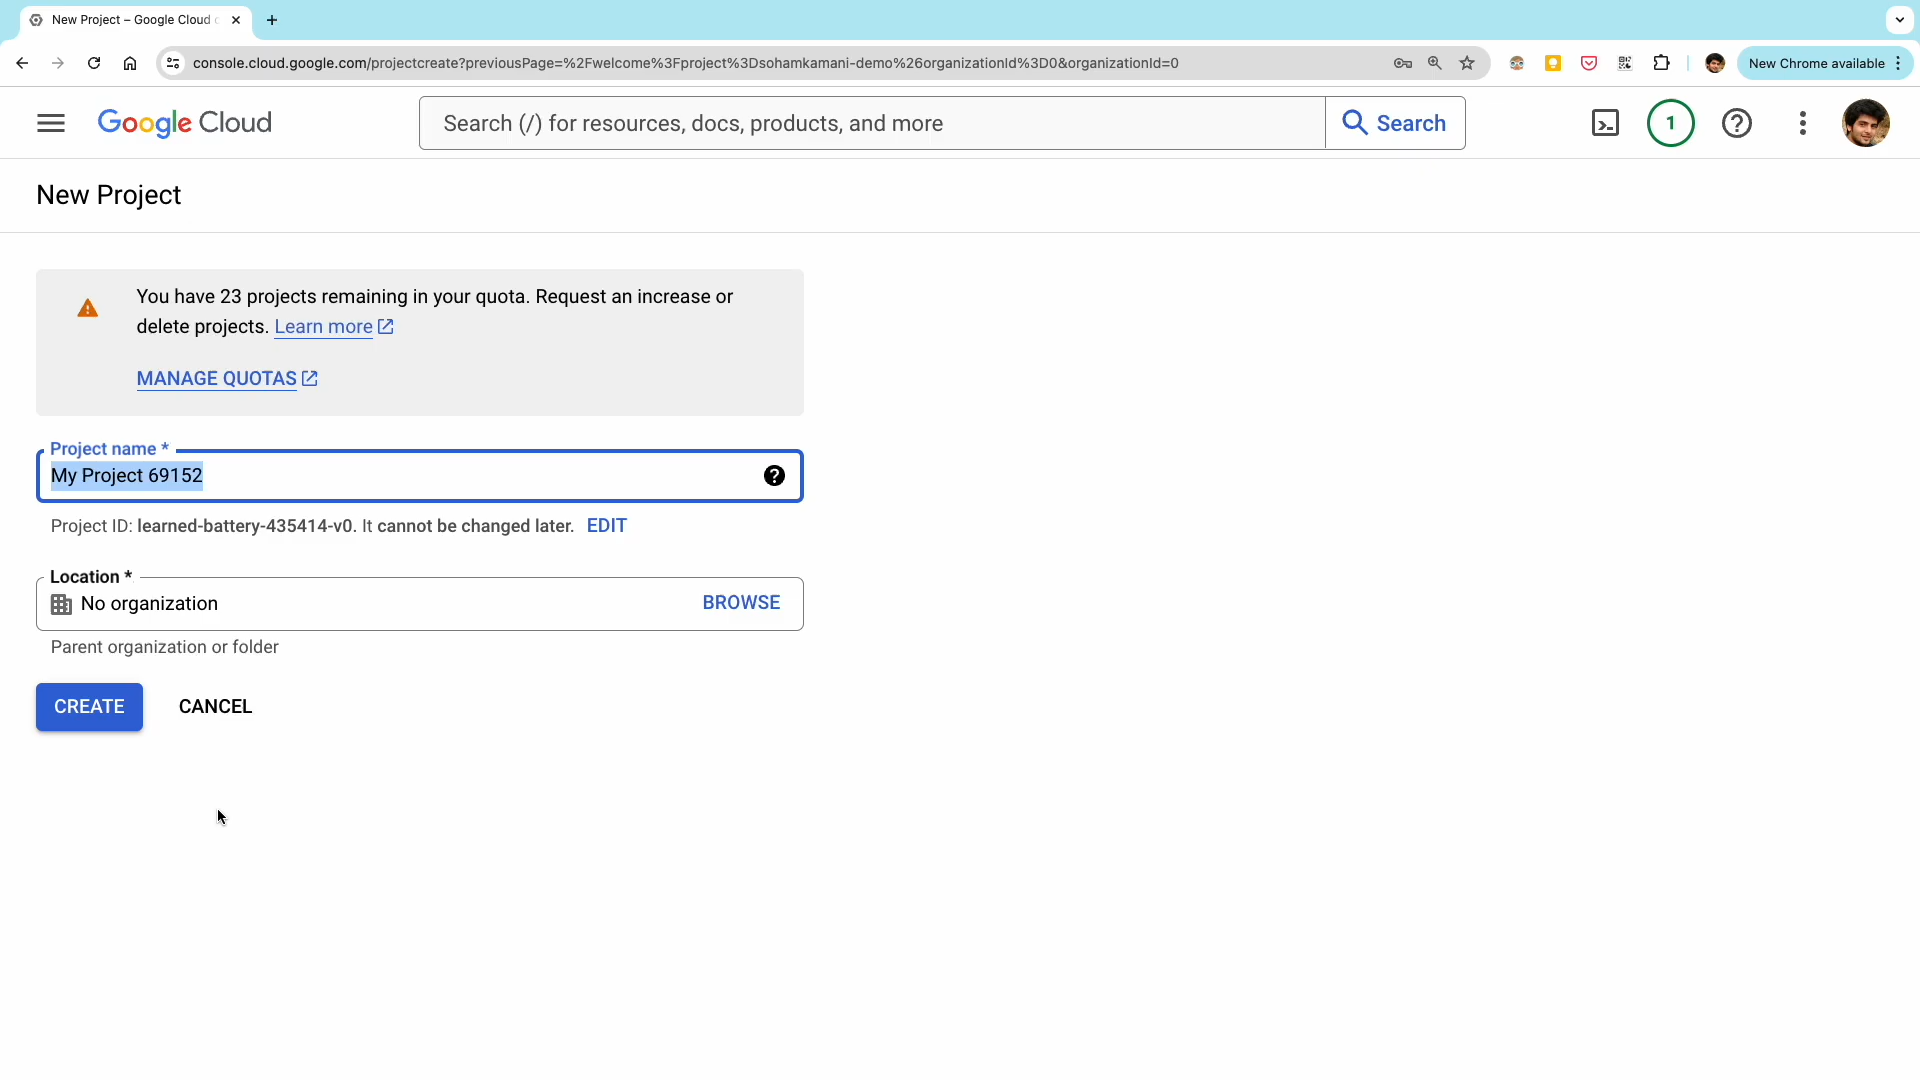 New Project – Google Cloud
console.cloud.google.com/projectcreate?previousPage=%2Fwelcome%3Fproject%3Dsohamkamani-demo%26organizationId%3D0&organizationId=0
New Chrome available
Google Cloud
Search (/) for resources, docs, products, and more
Search
1
New Project
You have 23 projects remaining in your quota. Request an increase or
delete projects. Learn more
MANAGE QUOTAS
Project name *
My Project 69152
Project ID: learned-battery-435414-v0. It cannot be changed later. EDIT
Location *
No organization
BROWSE
Parent organization or folder
CREATE
CANCEL